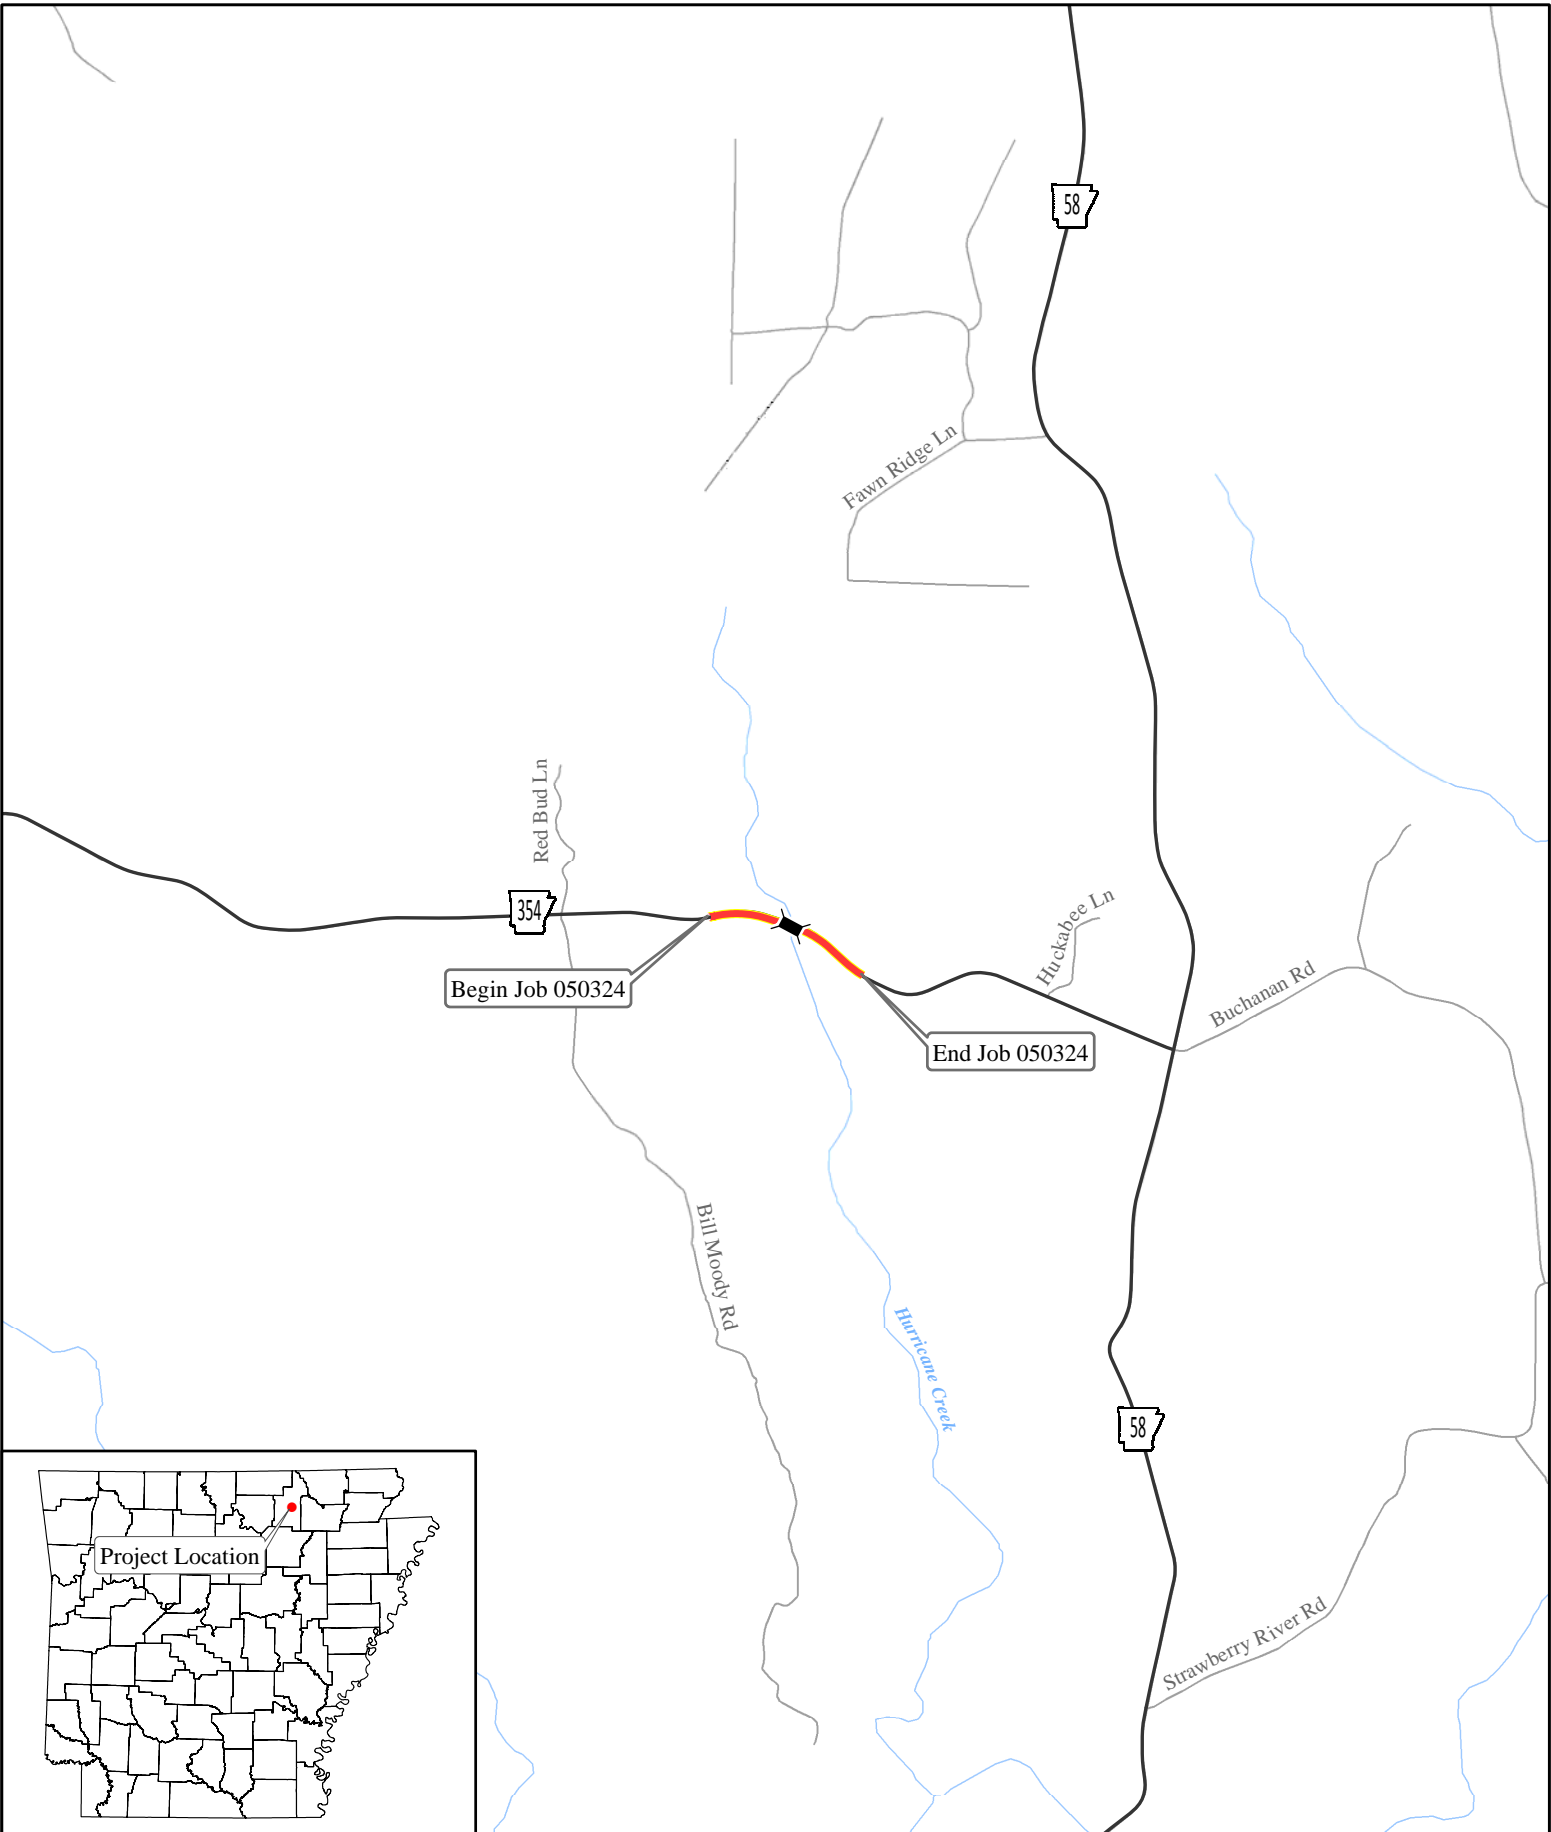 58
Fawn Ridge Ln
Red Bud Ln
354
Huckabee Ln
Buchanan Rd
Begin Job 050324
End Job 050324
Bill Moody Rd
Hurricane Creek
58
Project Location
Strawberry River Rd